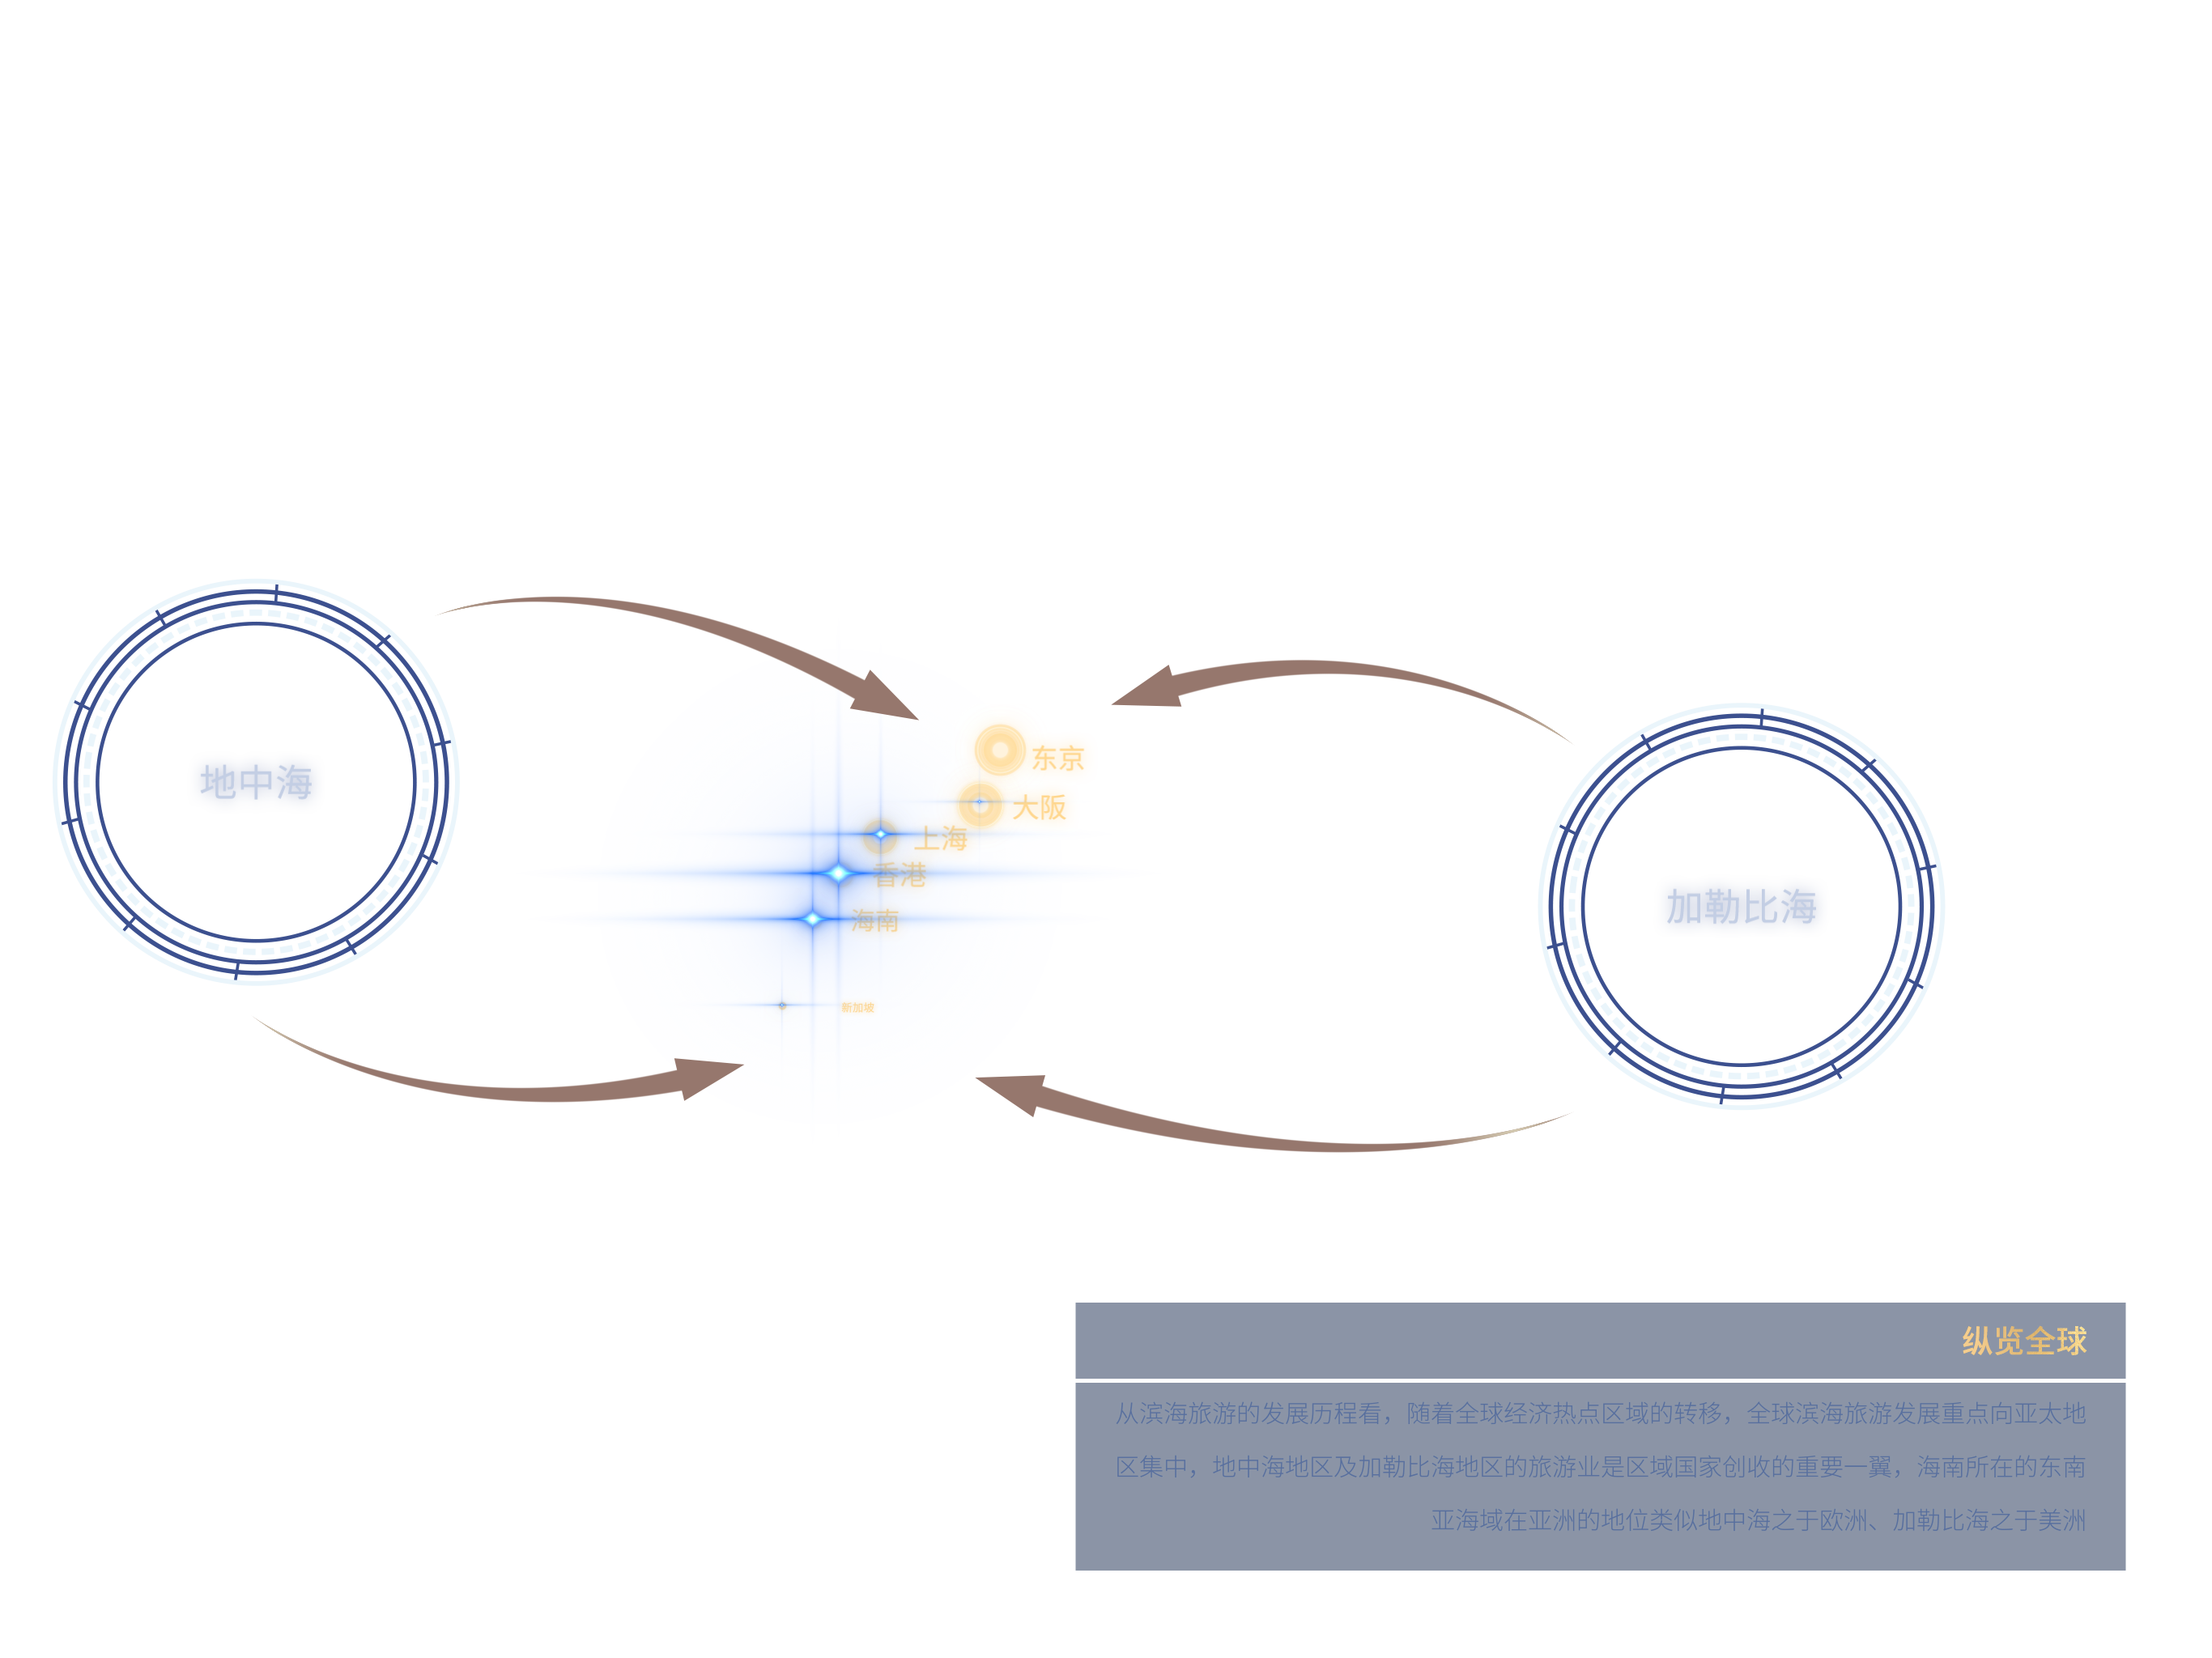 东京
地中海
大阪
上海
香港
加勒比海
海南
新加坡
纵览全球
从滨海旅游的发展历程看，随着全球经济热点区域的转移，全球滨海旅游发展重点向亚太地
区集中，地中海地区及加勒比海地区的旅游业是区域国家创收的重要一翼，海南所在的东南
亚海域在亚洲的地位类似地中海之于欧洲、加勒比海之于美洲